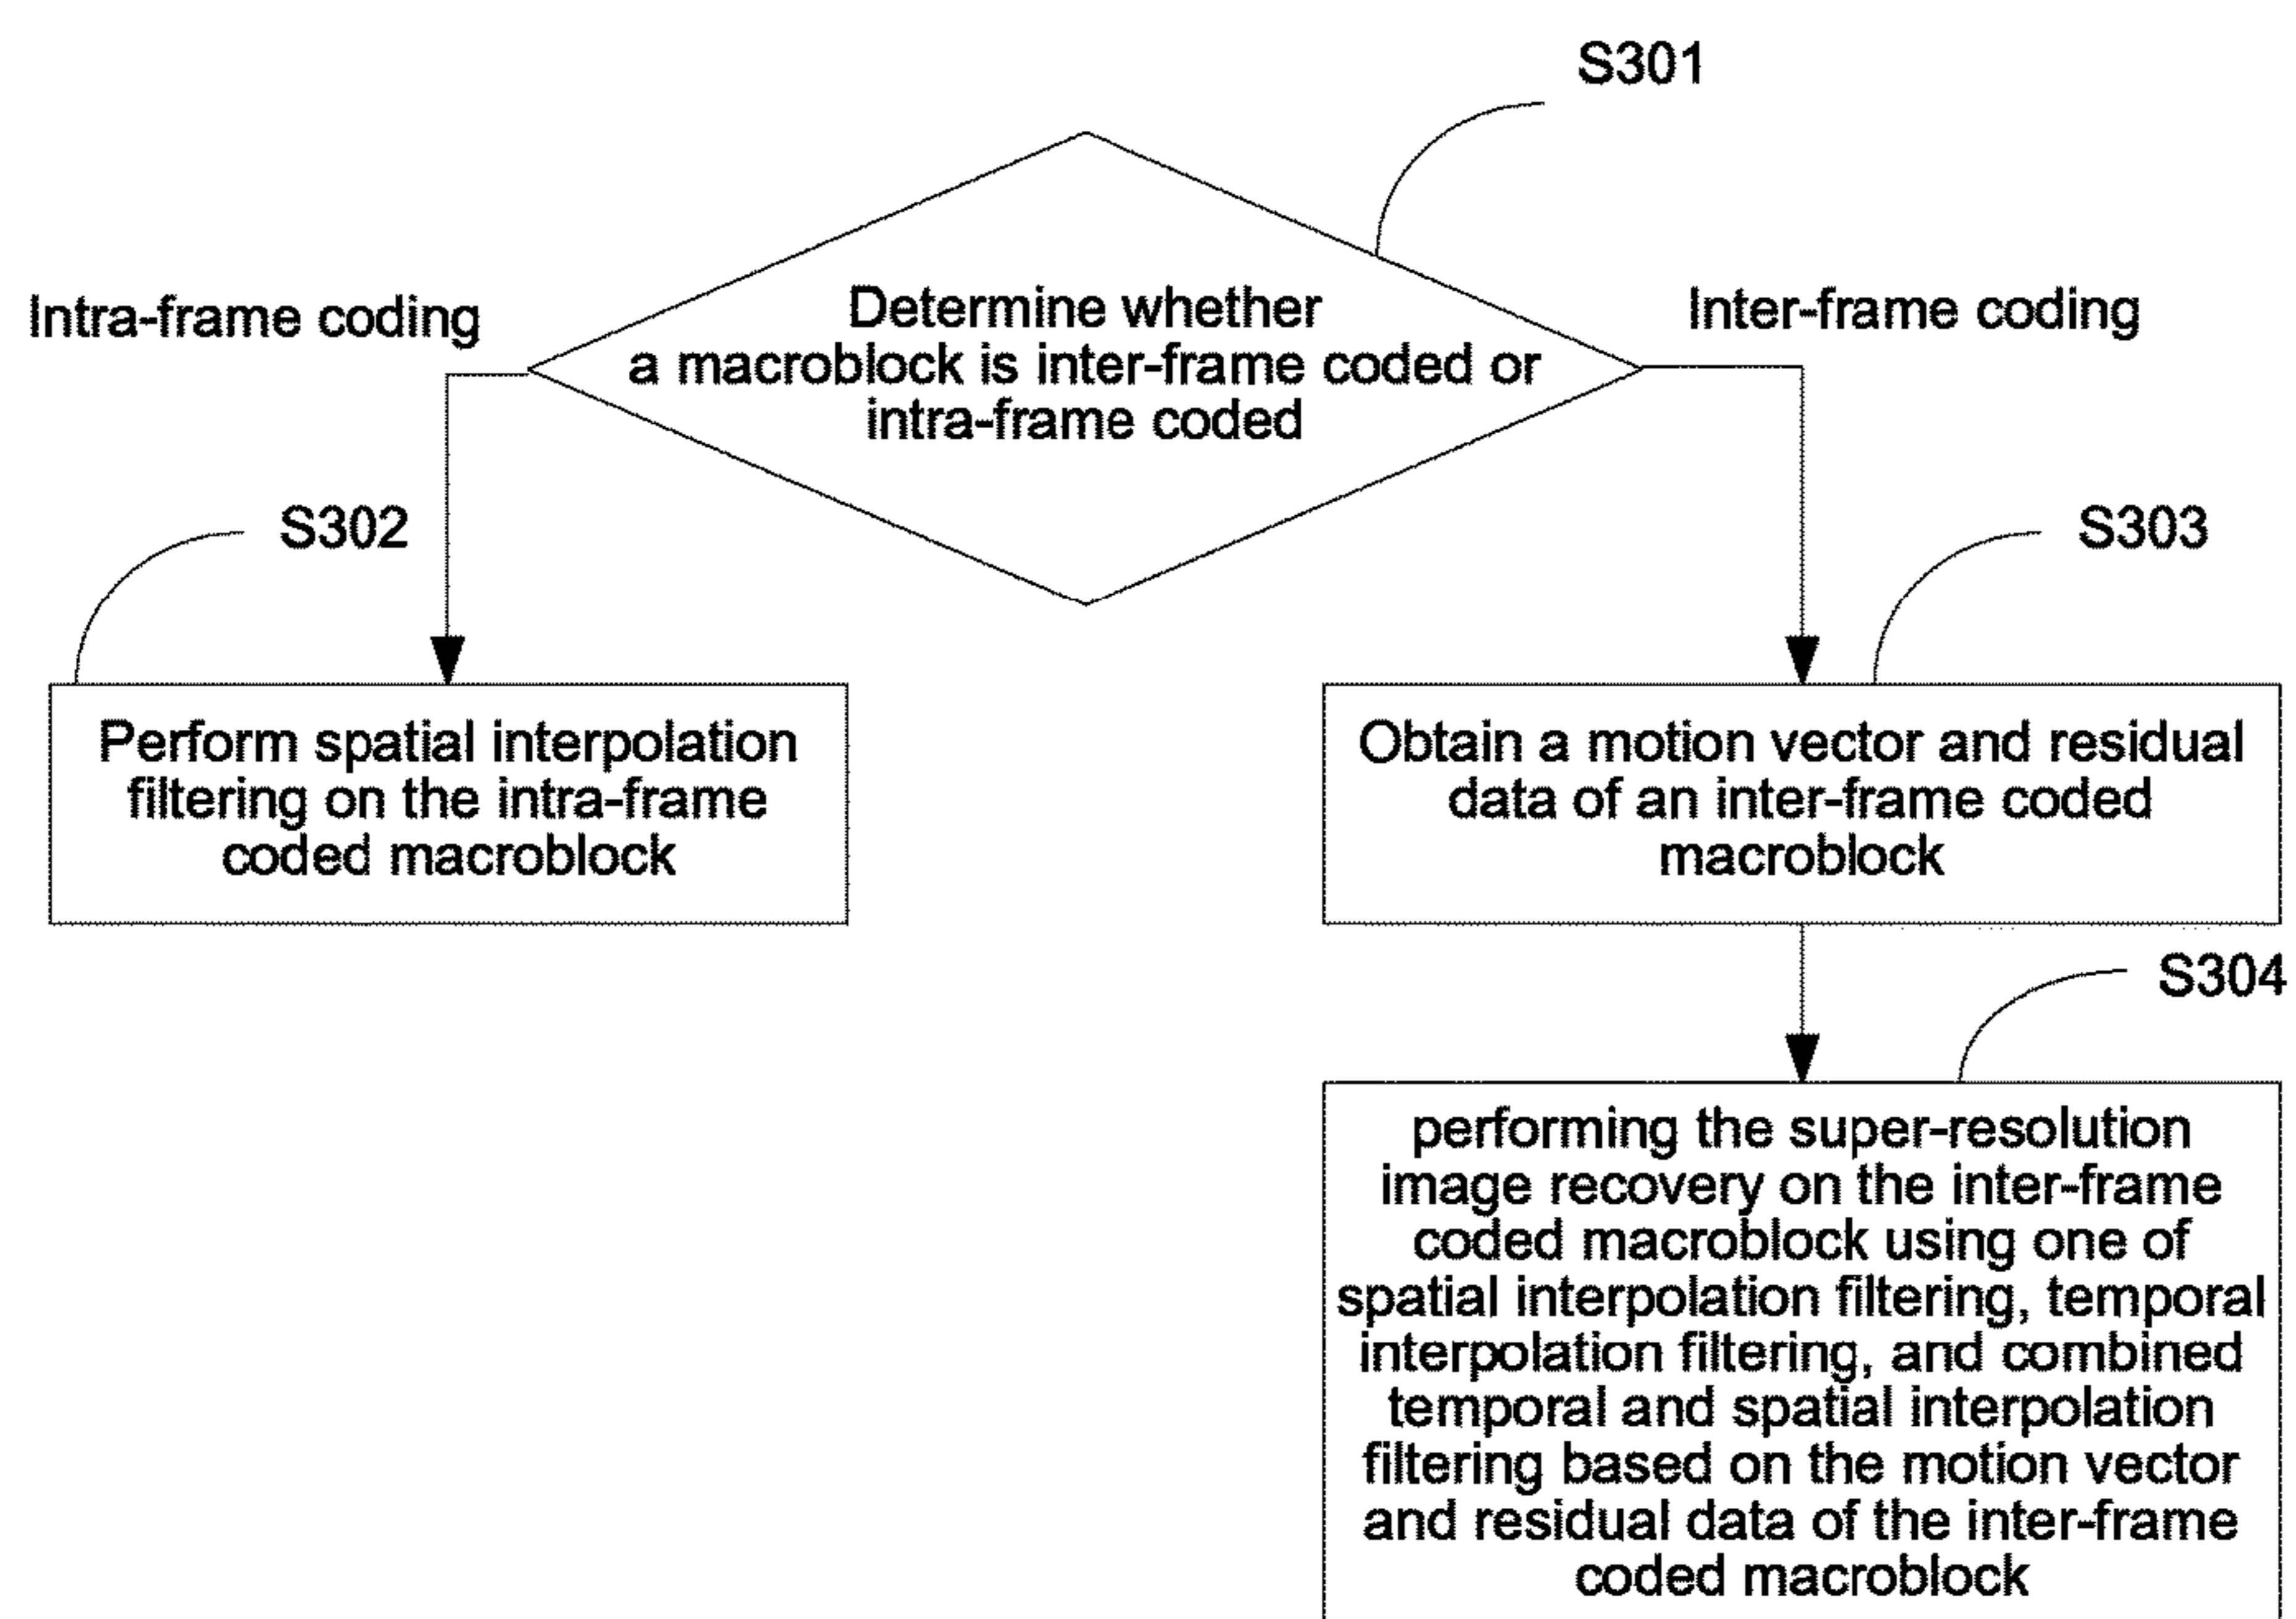 S301
Intra-frame coding
Determine whether
a macroblock is inter-frame coded or
intra-frame coded
Inter-frame coding
S302
S303
Perform spatial interpolation
filtering on the intra-frame
coded macroblock
Obtain a motion vector and residual
data of an inter-frame coded
macroblock
S304
performing the super-resolution
image recovery on the inter-frame
coded macroblock using one of
spatial interpolation filtering, temporal
interpolation filtering, and combined
temporal and spatial interpolation
filtering based on the motion vector
and residual data of the inter-frame
coded macroblock